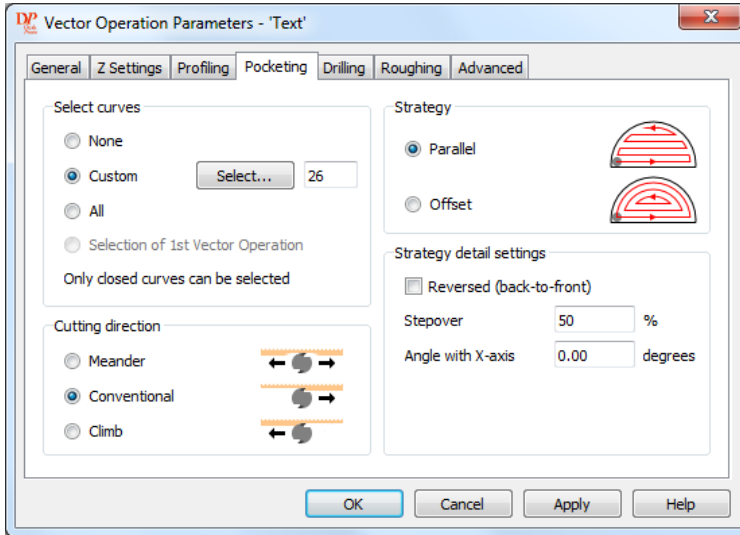 DP Vector Operation Parameters - 'Text'
General Z Settings Profiling Pocketing Drilling Roughing Advanced
Select curves
None
Custom Select... 26
All
Selection of 1st Vector Operation
Only closed curves can be selected
Cutting direction
Meander
Conventional
Climb
Strategy
Parallel
Offset
Strategy detail settings
Reversed (back-to-front)
Stepover 50 %
Angle with X-axis 0.00 degrees
OK Cancel Apply Help